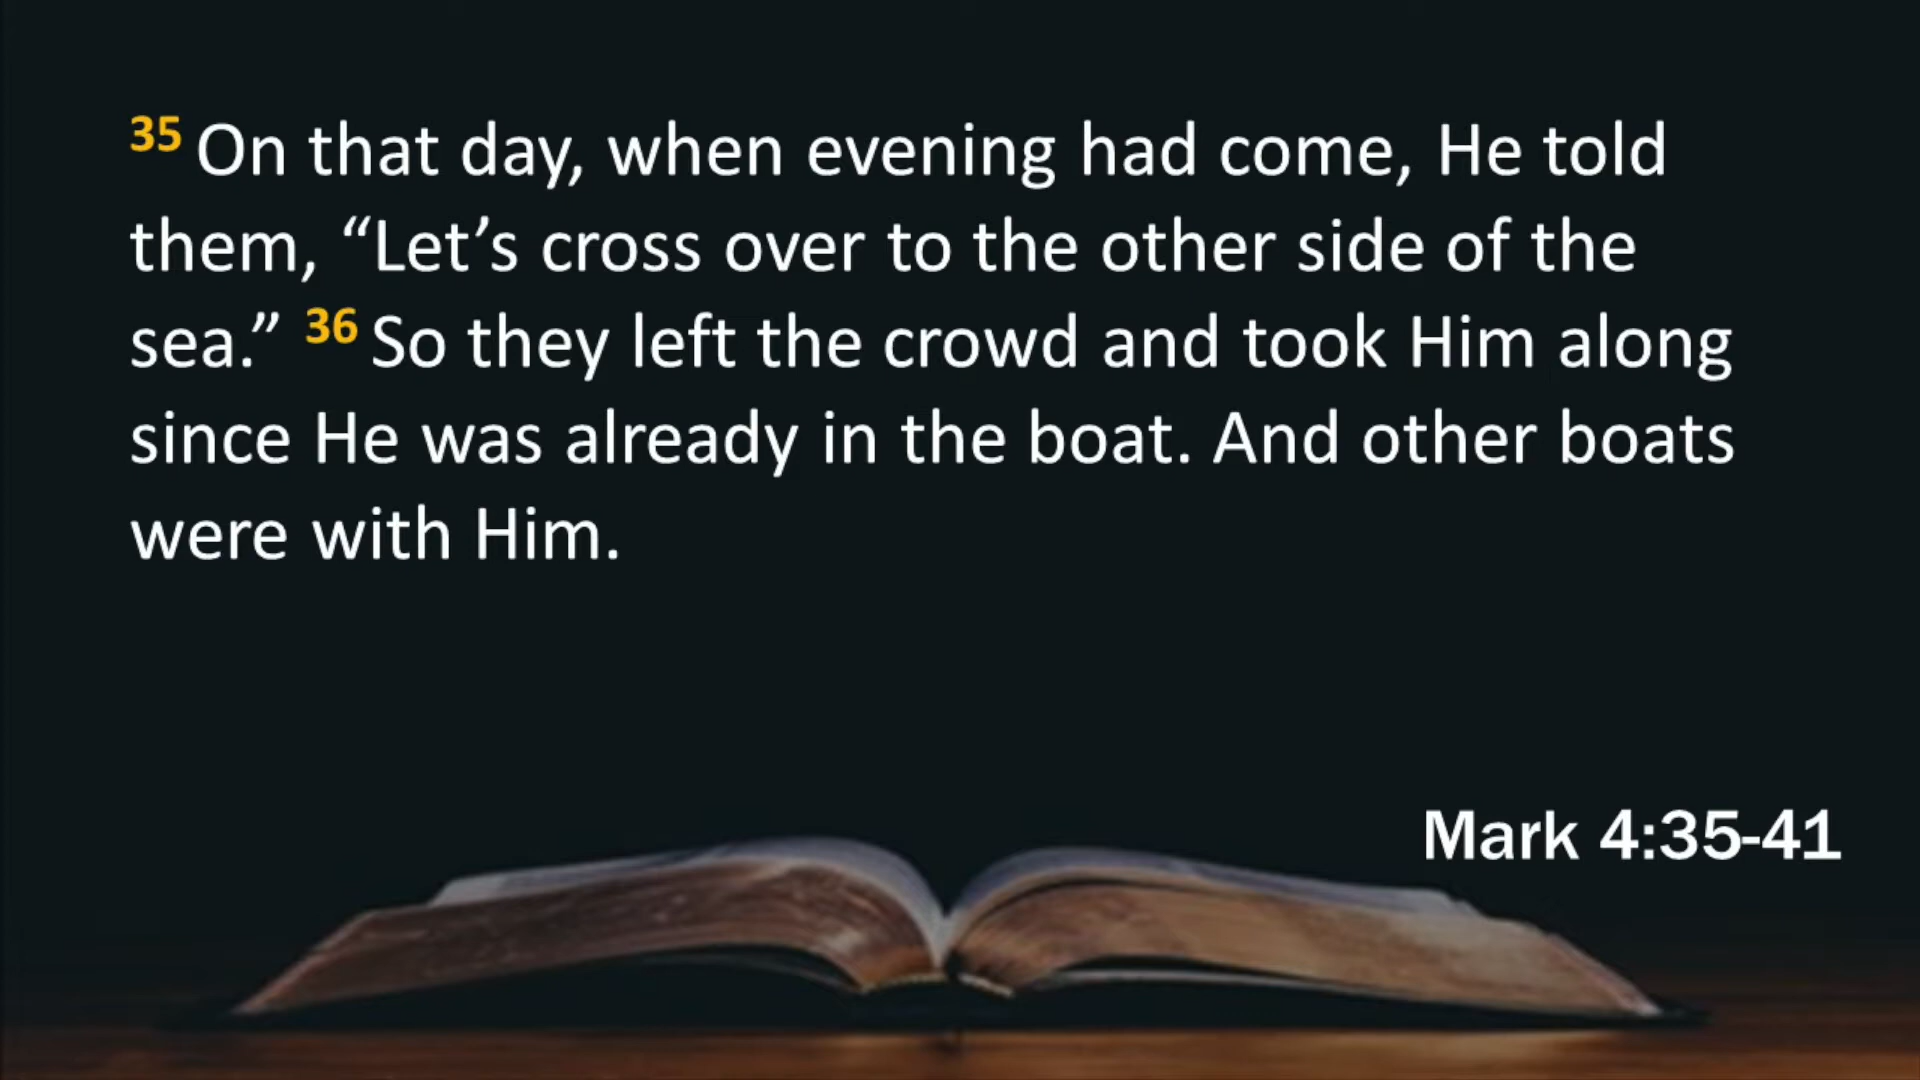 35 On that day, when evening had come, He told
them, “Let’s cross over to the other side of the
sea.” 36 So they left the crowd and took Him along
since He was already in the boat. And other boats
were with Him.
Mark 4:35-41